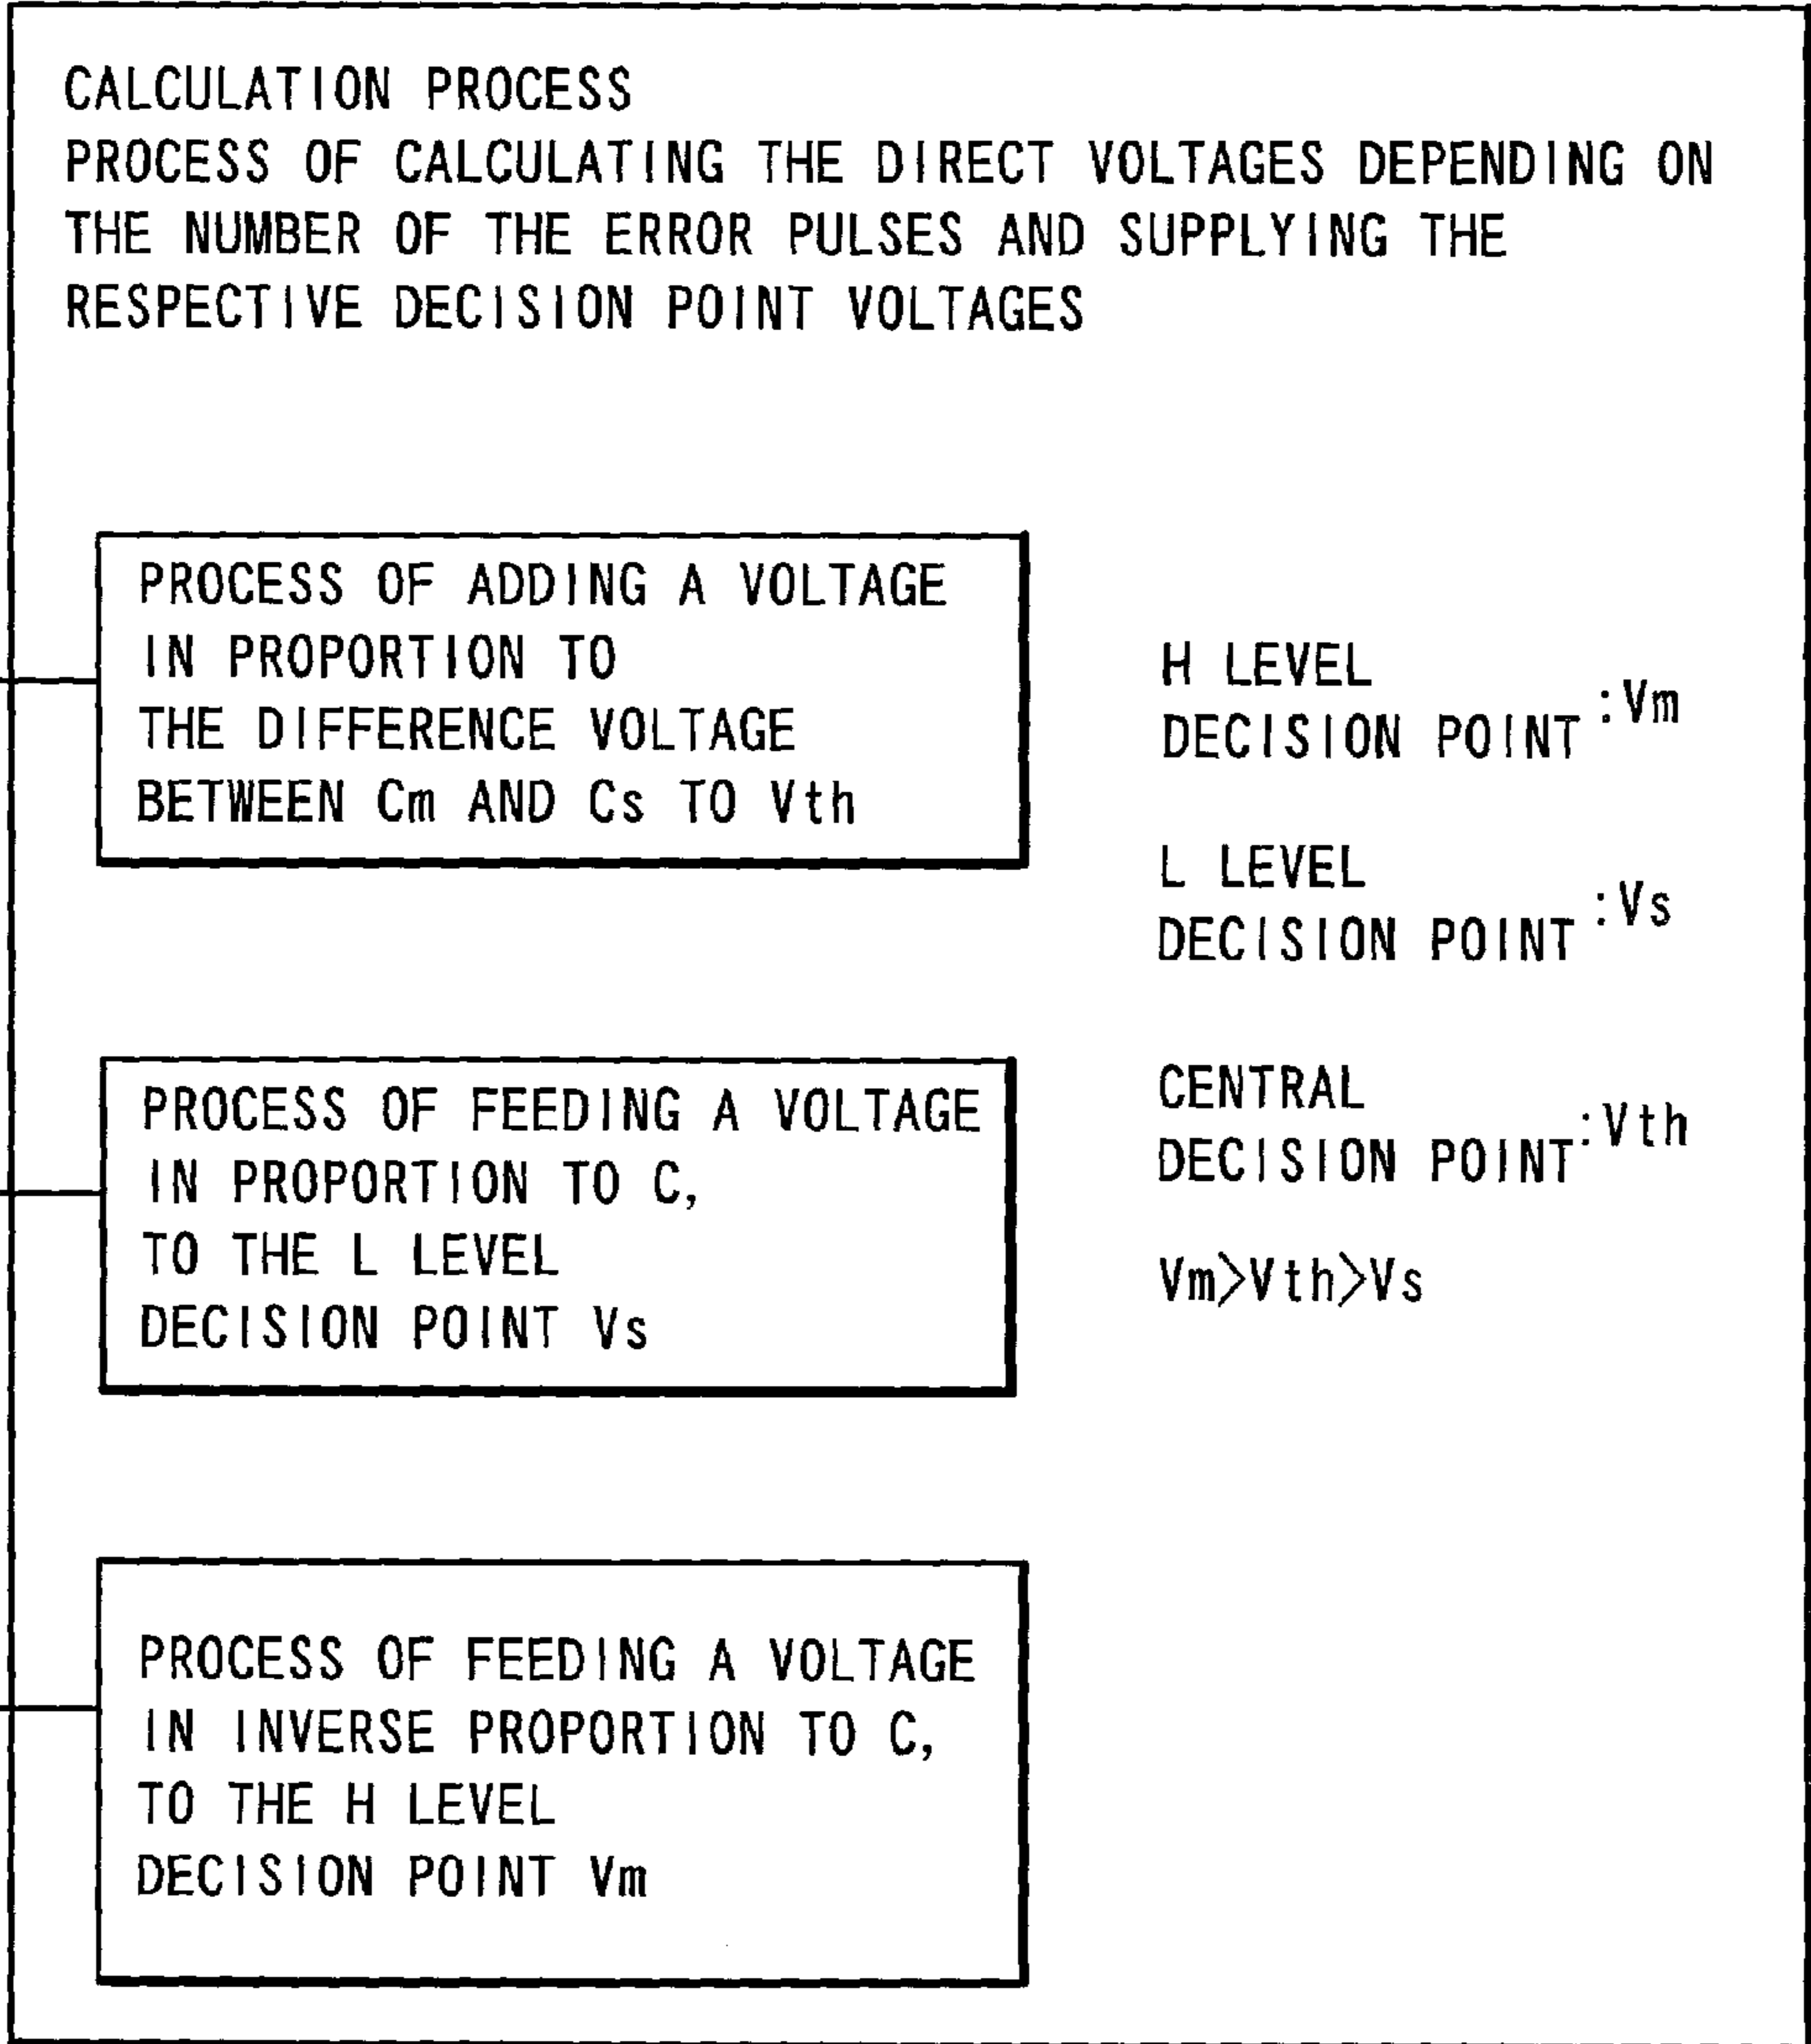 CALCULATION PROCESS
PROCESS OF CALCULATING THE DIRECT VOLTAGES DEPENDING ON
THE NUMBER OF THE ERROR PULSES AND SUPPLYING THE
RESPECTIVE DECISION POINT VOLTAGES
PROCESS OF ADDING A VOLTAGE
IN PROPORTION TO
THE DIFFERENCE VOLTAGE
BETWEEN Cm AND Cs TO Vth
H LEVEL
DECISION POINT :Vm
L LEVEL
DECISION POINT :Vs
PROCESS OF FEEDING A VOLTAGE
IN PROPORTION TO C,
TO THE L LEVEL
DECISION POINT Vs
CENTRAL
DECISION POINT :Vth
Vm>Vth>Vs
PROCESS OF FEEDING A VOLTAGE
IN INVERSE PROPORTION TO C,
TO THE H LEVEL
DECISION POINT Vm